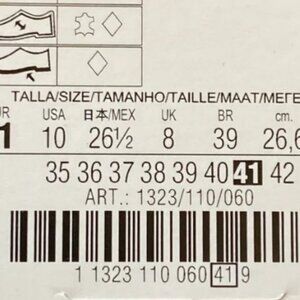 TALLA/SIZE/TAMANHO/TAILLE/MAAT/ΜΕΓΕ
UR USA 日本/MEX UK BR cm.
1 10 26½ 8 39 26,6
35 36 37 38 39 40 41 42
ART.: 1323/110/060
1 1323 110 060 41 9